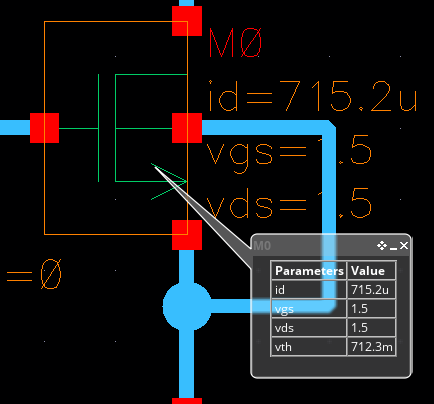 M0
id=715.2u
vgs=1.5
vds=1.5
=0
M0
Parameters Value
id 715.2u
vgs 1.5
vds 1.5
vth 712.3m